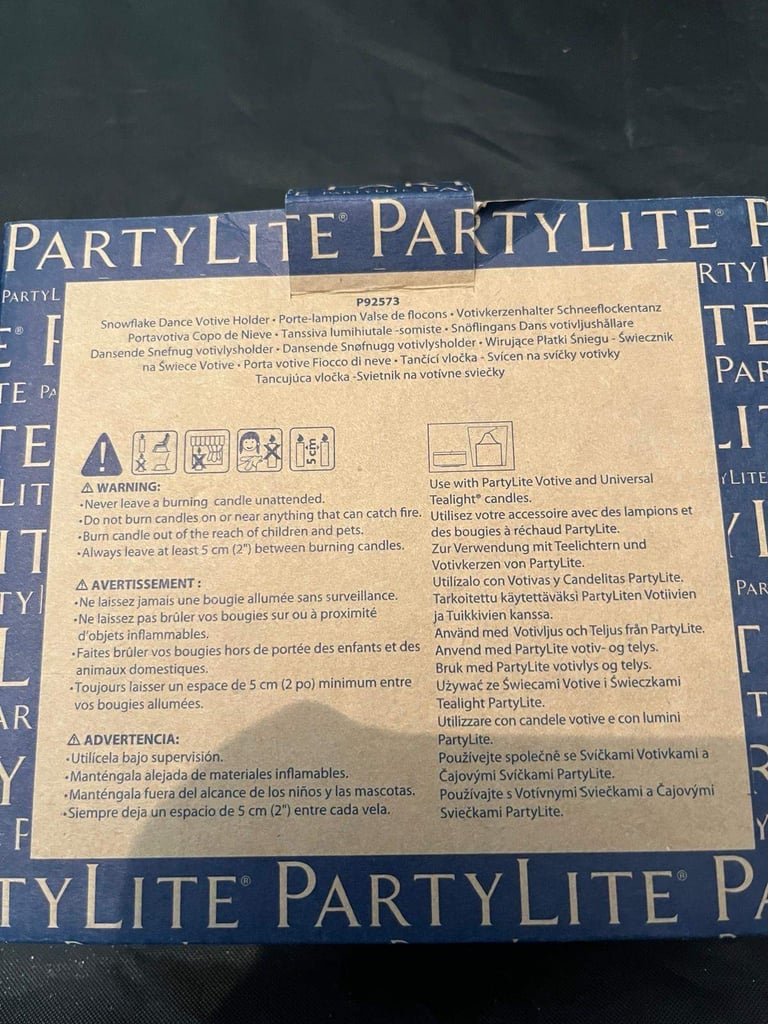 PARTYLITE® PARTYLITE®
P92573
Snowflake Dance Votive Holder • Porte-lampion Valse de flocons • Votivkerzenhalter Schneeflockentanz
Portavotiva Copo de Nieve • Tanssiva lumihiutale -somiste • Snöflingans Dans votivljushållare
Dansende Snefnug votivlysholder • Dansende Snøfnugg votivlysholder • Wirujące Płatki Śniegu - Świecznik
na Świece Votive • Porta votive Fiocco di neve • Tančící vločka - Svícen na svíčky votivky
Tancujúca vločka -Svietnik na votívne sviečky
5 cm
⚠ WARNING:
•Never leave a burning candle unattended.
•Do not burn candles on or near anything that can catch fire.
•Burn candle out of the reach of children and pets.
•Always leave at least 5 cm (2") between burning candles.
⚠ AVERTISSEMENT :
•Ne laissez jamais une bougie allumée sans surveillance.
•Ne laissez pas brûler vos bougies sur ou à proximité
d'objets inflammables.
•Faites brûler vos bougies hors de portée des enfants et des
animaux domestiques.
•Toujours laisser un espace de 5 cm (2 po) minimum entre
vos bougies allumées.
⚠ ADVERTENCIA:
•Utilícela bajo supervisión.
•Manténgala alejada de materiales inflamables.
•Manténgala fuera del alcance de los niños y las mascotas.
•Siempre deja un espacio de 5 cm (2") entre cada vela.
Use with PartyLite Votive and Universal
Tealight® candles.
Utilisez votre accessoire avec des lampions et
des bougies à réchaud PartyLite.
Zur Verwendung mit Teelichtern und
Votivkerzen von PartyLite.
Utilízalo con Votivas y Candelitas PartyLite.
Tarkoitettu käytettäväksi PartyLiten Votiivien
ja Tuikkivien kanssa.
Använd med Votivljus och Teljus från PartyLite.
Anvend med PartyLite votiv- og telys.
Bruk med PartyLite votivlys og telys.
Używać ze Świecami Votive i Świeczkami
Tealight PartyLite.
Utilizzare con candele votive e con lumini
PartyLite.
Používejte společně se Svíčkami Votivkami a
Čajovými Svíčkami PartyLite.
Používajte s Votívnymi Sviečkami a Čajovými
Sviečkami PartyLite.
TYLITE® PARTYLITE® PA